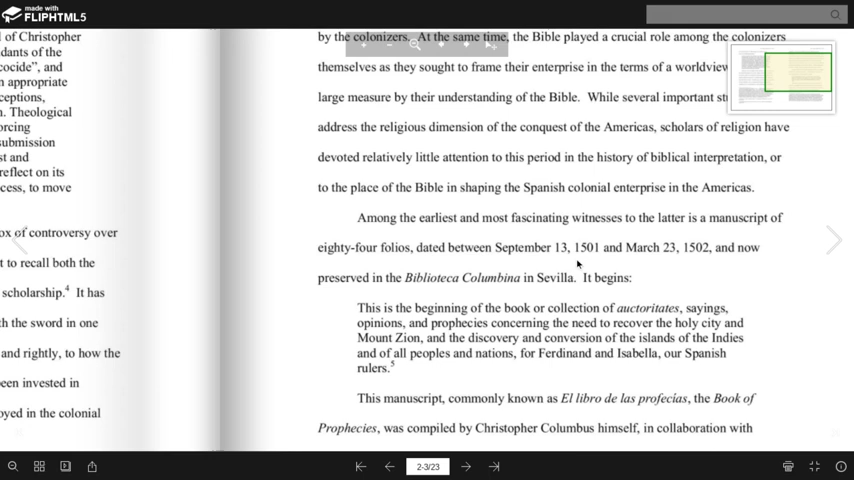 made with
FLIPHTML5
l of Christopher
dants of the
cocide”, and
n appropriate
ceptions,
n. Theological
orcing
submission
st and
reflect on its
cess, to move
ox of controversy over
t to recall both the
scholarship.4 It has
th the sword in one
and rightly, to how the
been invested in
oyed in the colonial
by the colonizers. At the same time, the Bible played a crucial role among the colonizers
themselves as they sought to frame their enterprise in the terms of a worldview
large measure by their understanding of the Bible. While several important st
address the religious dimension of the conquest of the Americas, scholars of religion have
devoted relatively little attention to this period in the history of biblical interpretation, or
to the place of the Bible in shaping the Spanish colonial enterprise in the Americas.
Among the earliest and most fascinating witnesses to the latter is a manuscript of
eighty-four folios, dated between September 13, 1501 and March 23, 1502, and now
preserved in the Biblioteca Columbina in Sevilla. It begins:
This is the beginning of the book or collection of auctoritates, sayings,
opinions, and prophecies concerning the need to recover the holy city and
Mount Zion, and the discovery and conversion of the islands of the Indies
and of all peoples and nations, for Ferdinand and Isabella, our Spanish
rulers.5
This manuscript, commonly known as El libro de las profecías, the Book of
Prophecies, was compiled by Christopher Columbus himself, in collaboration with
2-3/23